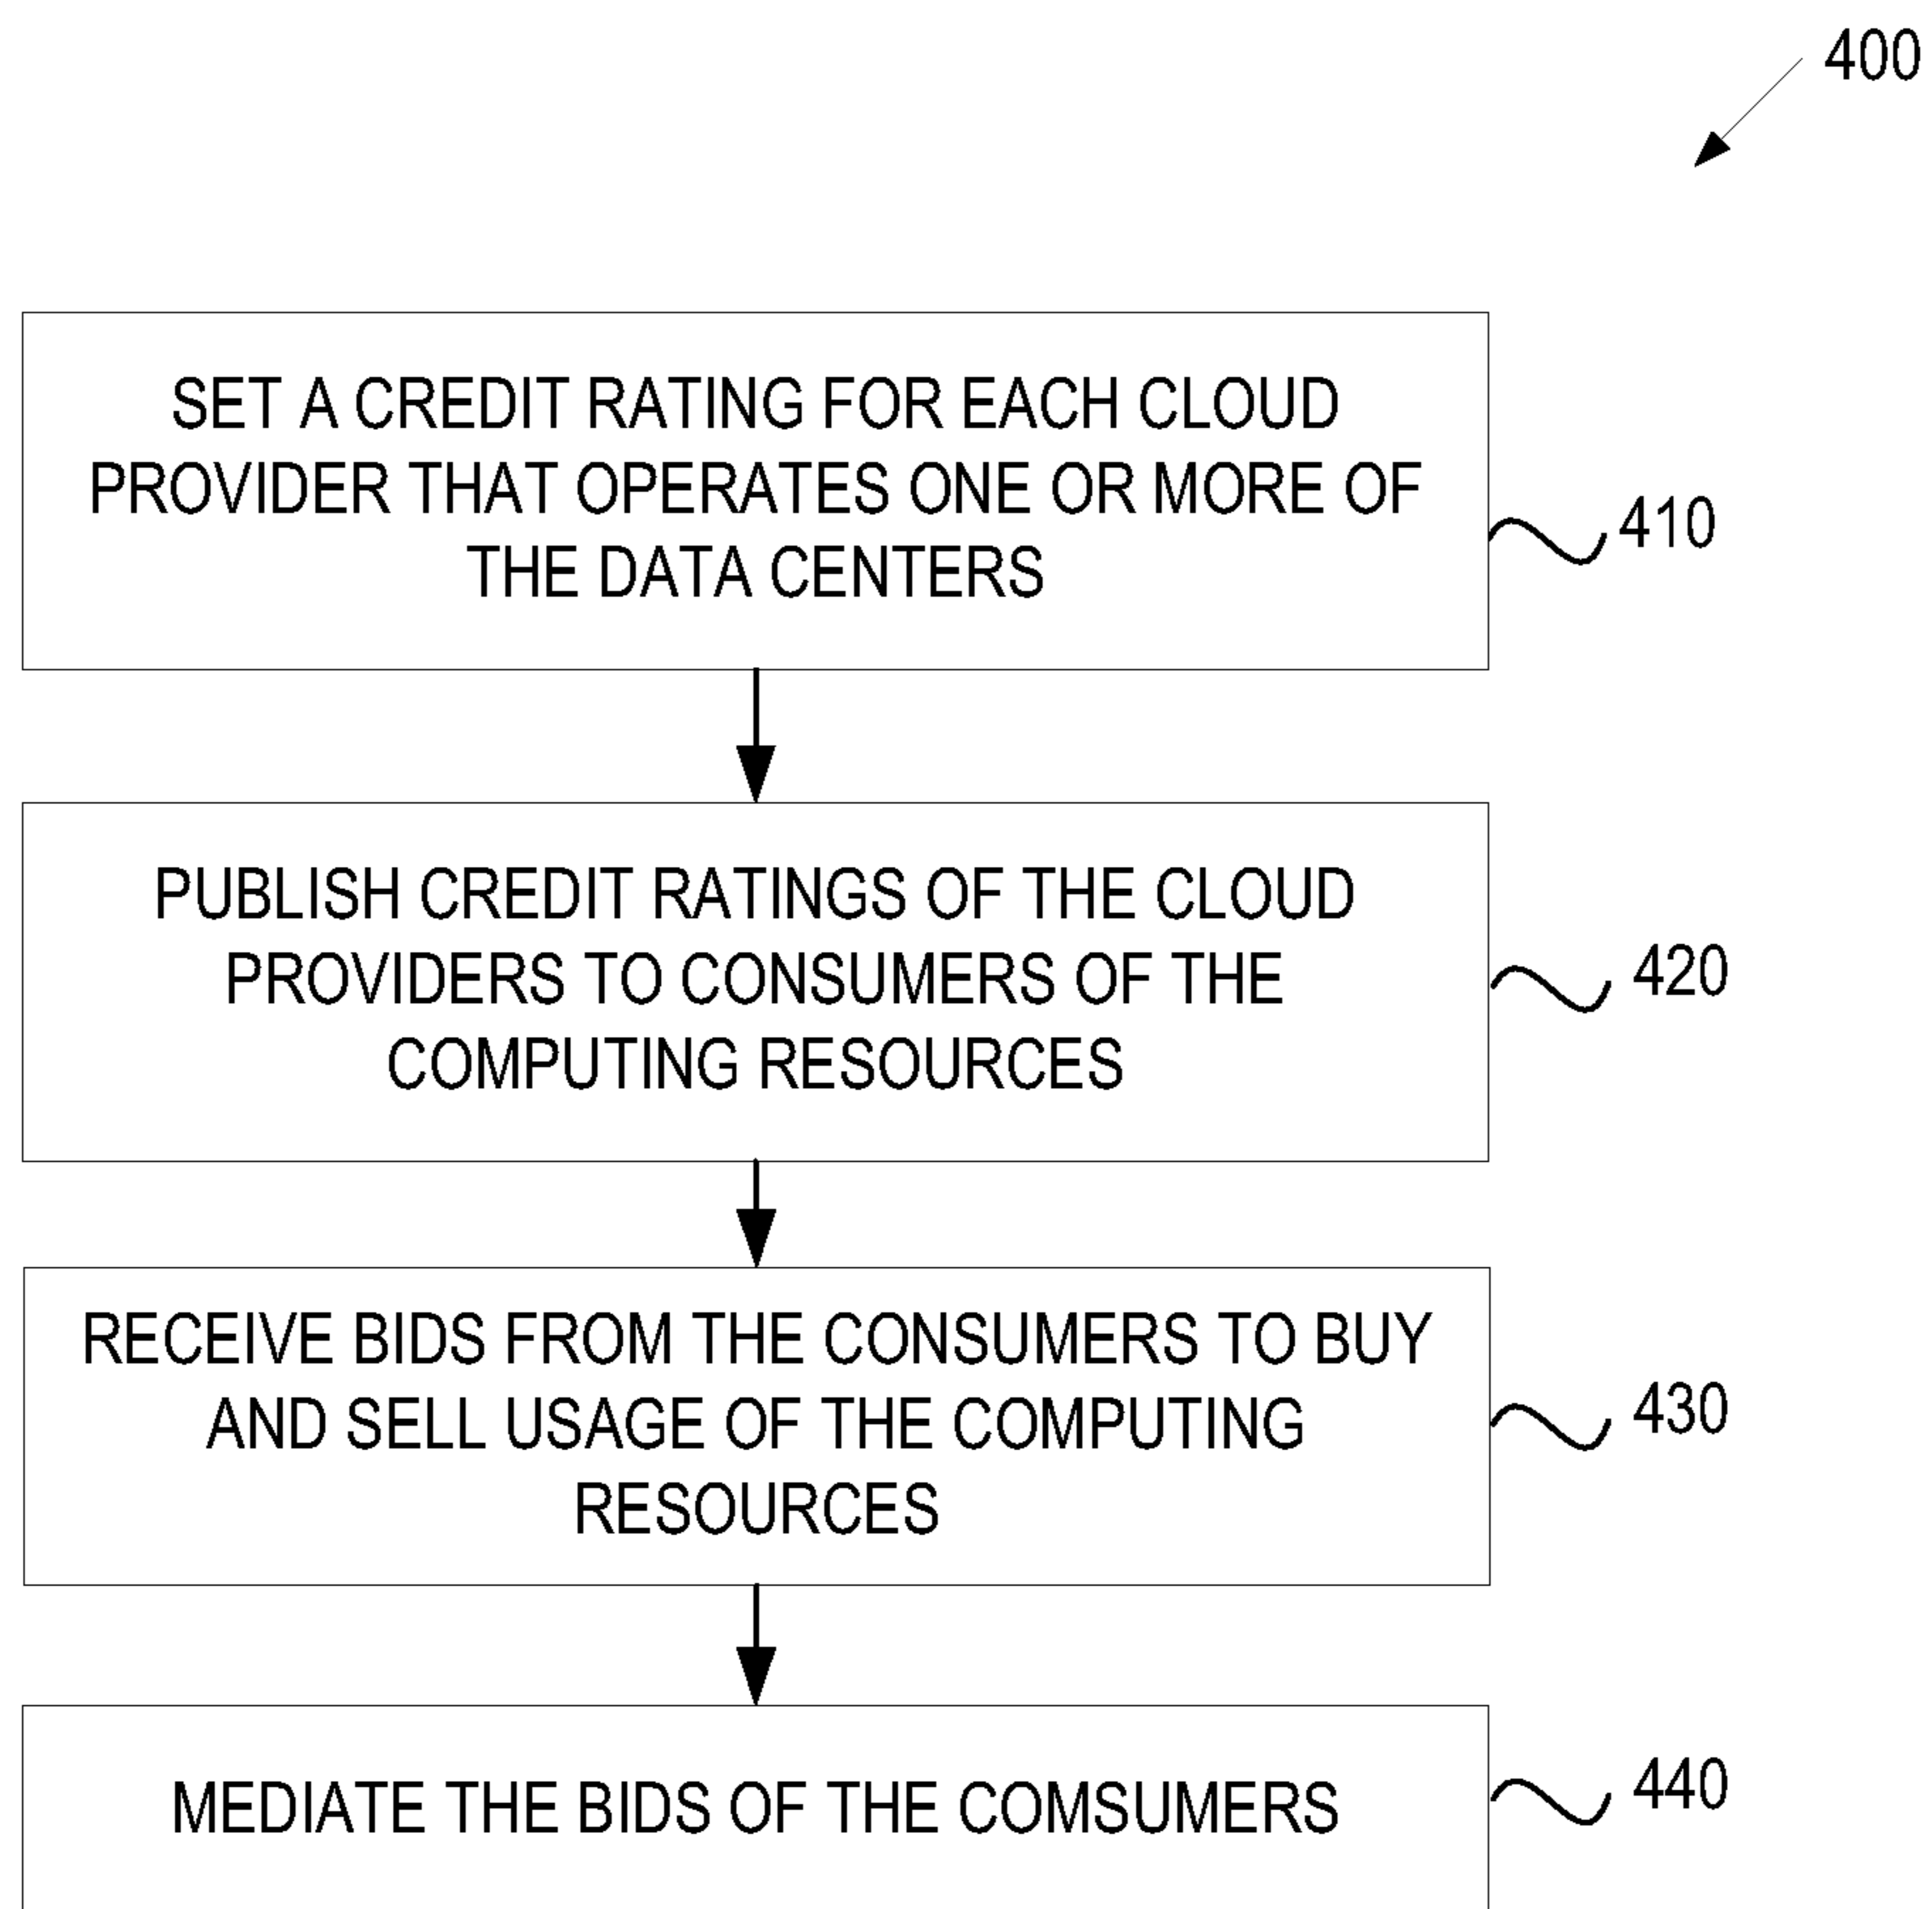 400
SET A CREDIT RATING FOR EACH CLOUD
PROVIDER THAT OPERATES ONE OR MORE OF
THE DATA CENTERS
410
PUBLISH CREDIT RATINGS OF THE CLOUD
PROVIDERS TO CONSUMERS OF THE
COMPUTING RESOURCES
420
RECEIVE BIDS FROM THE CONSUMERS TO BUY
AND SELL USAGE OF THE COMPUTING
RESOURCES
430
MEDIATE THE BIDS OF THE COMSUMERS
440